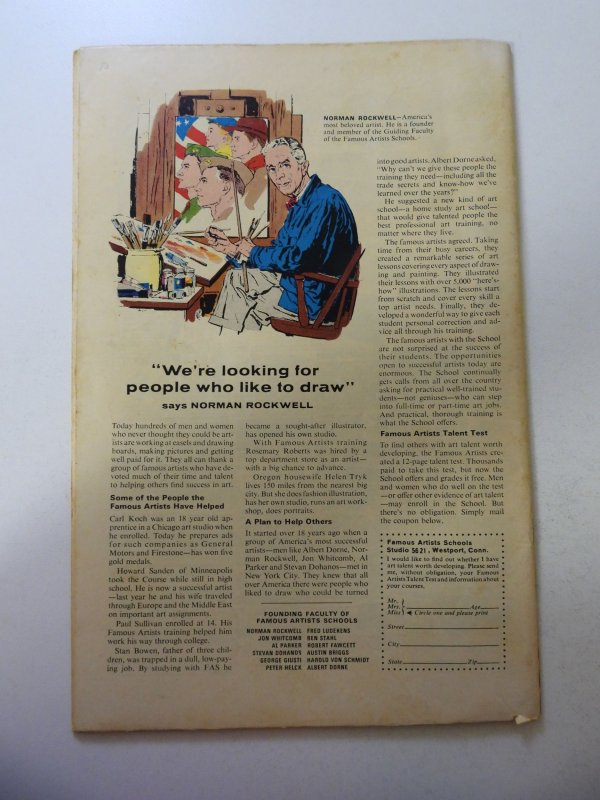 NORMAN ROCKWELL—America's
most beloved artist. He is a founder
and member of the Guiding Faculty
of the Famous Artists Schools.
"We're looking for
people who like to draw"
says NORMAN ROCKWELL
Today hundreds of men and women
who never thought they could be art-
ists are working at easels and drawing
boards, making pictures and getting
well paid for it. They all can thank a
group of famous artists who have de-
voted much of their time and talent
to helping others find success in art.
Some of the People the
Famous Artists Have Helped
Carl Koch was an 18 year old ap-
prentice in a Chicago art studio when
he enrolled. Today he prepares ads
for such companies as General
Motors and Firestone—has won five
gold medals.
Howard Sanden of Minneapolis
took the Course while still in high
school. He is now a successful artist
—last year he and his wife traveled
through Europe and the Middle East
on important art assignments.
Paul Sullivan enrolled at 14. His
Famous Artists training helped him
work his way through college.
Stan Bowen, father of three chil-
dren, was trapped in a dull, low-pay-
ing job. By studying with FAS he
became a sought-after illustrator,
has opened his own studio.
With Famous Artists training
Rosemary Roberts was hired by a
top department store as an artist—
with a big chance to advance.
Oregon housewife Helen Tryk
lives 150 miles from the nearest big
city. But she does fashion illustration,
has her own studio, runs an art work-
shop, does portraits.
A Plan to Help Others
It started over 18 years ago when a
group of America's most successful
artists—men like Albert Dorne, Nor-
man Rockwell, Jon Whitcomb, Al
Parker and Stevan Dohanos—met in
New York City. They knew that all
over America there were people who
liked to draw who could be turned
FOUNDING FACULTY OF
FAMOUS ARTISTS SCHOOLS
NORMAN ROCKWELL FRED LUDEKENS
JON WHITCOMB BEN STAHL
AL PARKER ROBERT FAWCETT
STEVAN DOHANOS AUSTIN BRIGGS
GEORGE GIUSTI HAROLD VON SCHMIDT
PETER HELCK ALBERT DORNE
into good artists. Albert Dorne asked,
"Why can't we give these people the
training they need—including all the
trade secrets and know-how we've
learned over the years?"
He suggested a new kind of art
school—a home study art school—
that would give talented people the
best professional art training, no
matter where they live.
The famous artists agreed. Taking
time from their busy careers, they
created a remarkable series of art
lessons covering every aspect of draw-
ing and painting. They illustrated
their lessons with over 5,000 "here's-
how" illustrations. The lessons start
from scratch and cover every skill a
top artist needs. Finally, they de-
veloped a wonderful way to give each
student personal correction and ad-
vice all through his training.
The famous artists with the School
are not surprised at the success of
their students. The opportunities
open to successful artists today are
enormous. The School continually
gets calls from all over the country
asking for practical well-trained stu-
dents—not geniuses—who can step
into full-time or part-time art jobs.
And practical, thorough training is
what the School offers.
Famous Artists Talent Test
To find others with art talent worth
developing, the Famous Artists cre-
ated a 12-page talent test. Thousands
paid to take this test, but now the
School offers and grades it free. Men
and women who do well on the test
—or offer other evidence of art talent
—may enroll in the School. But
there's no obligation. Simply mail
the coupon below.
Famous Artists Schools
Studio 5621, Westport, Conn.
I would like to find out whether I have
art talent worth developing. Please send
me, without obligation, your Famous
Artists Talent Test and information about
your courses.
Mr.
Mrs. Age
Miss Circle one and please print
Street
City
State Zip